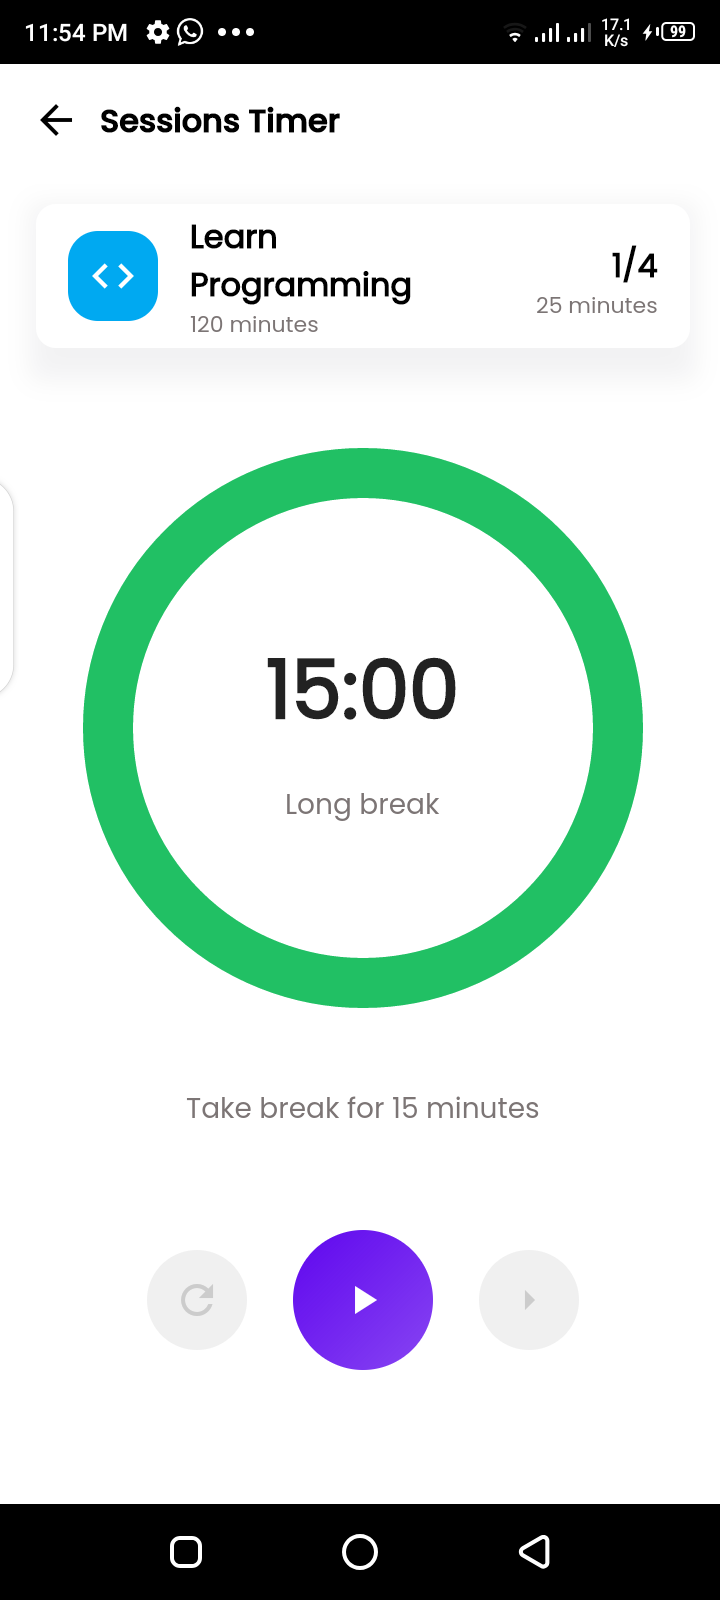 11:54 PM
17.1
K/s
99
Sessions Timer
Learn
Programming
120 minutes
1/4
25 minutes
15:00
Long break
Take break for 15 minutes